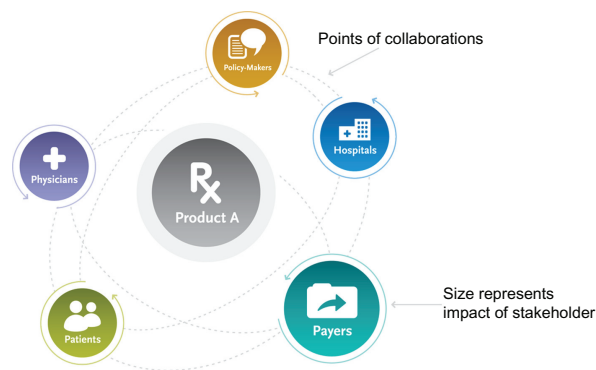 Policy-Makers
Points of collaborations
Hospitals
Physicians
Rx
Product A
Payers
Size represents
impact of stakeholder
Patients